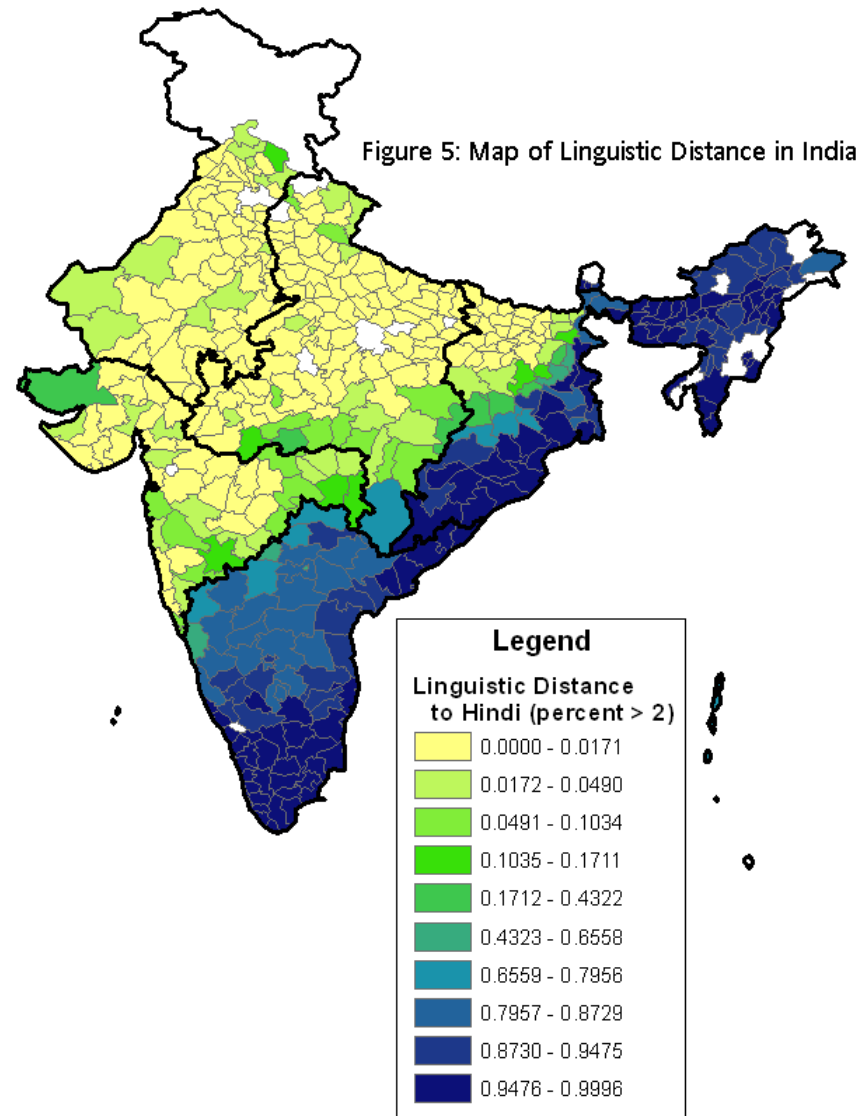 Figure 5: Map of Linguistic Distance in India
Legend
Linguistic Distance
to Hindi (percent > 2)
0.0000 - 0.0171
0.0172 - 0.0490
0.0491 - 0.1034
0.1035 - 0.1711
0.1712 - 0.4322
0.4323 - 0.6558
0.6559 - 0.7956
0.7957 - 0.8729
0.8730 - 0.9475
0.9476 - 0.9996